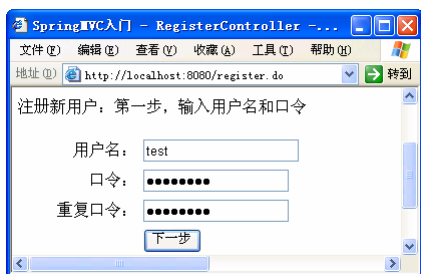 SpringMVC入门 - RegisterController -...
文件(F) 编辑(E) 查看(V) 收藏(A) 工具(T) 帮助(H)
地址(D) http://localhost:8080/register.do 转到
注册新用户：第一步，输入用户名和口令
用户名： test
口令： ●●●●●●●●
重复口令： ●●●●●●●●
下一步